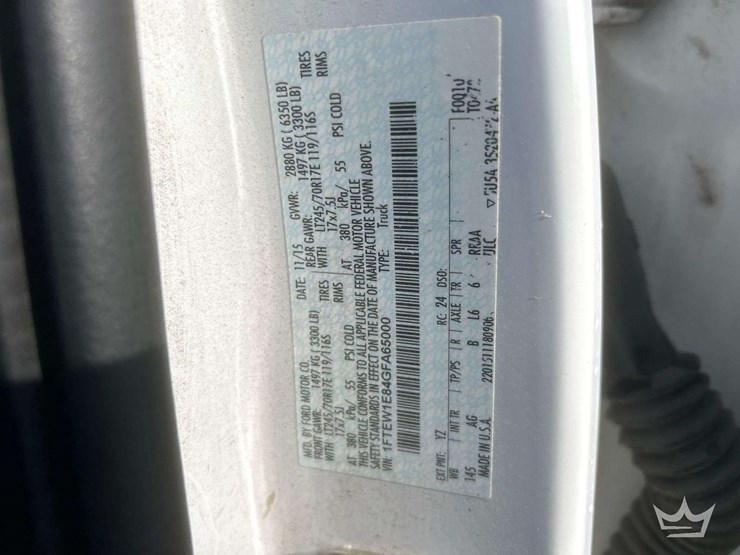 MFD. BY FORD MOTOR CO.
DATE: 11/15 GVWR: 2880 KG ( 6350 LB)
FRONT GAWR: 1497 KG ( 3300 LB) REAR GAWR: 1497 KG ( 3300 LB)
WITH LT245/70R17E 119/116S TIRES WITH LT245/70R17E 119/116S TIRES
17x7.5J RIMS 17x7.5J RIMS
AT 380 kPa/ 55 PSI COLD AT 380 kPa/ 55 PSI COLD
THIS VEHICLE CONFORMS TO ALL APPLICABLE FEDERAL MOTOR VEHICLE
SAFETY STANDARDS IN EFFECT ON THE DATE OF MANUFACTURE SHOWN ABOVE.
VIN: 1FTEW1E84GFA65000 TYPE: Truck
EXT PNT: YZ RC: 24 DSO:
WB INT TR TP/PS R AXLE TR SPR
145 AG B L6 6
MADE IN U.S.A.